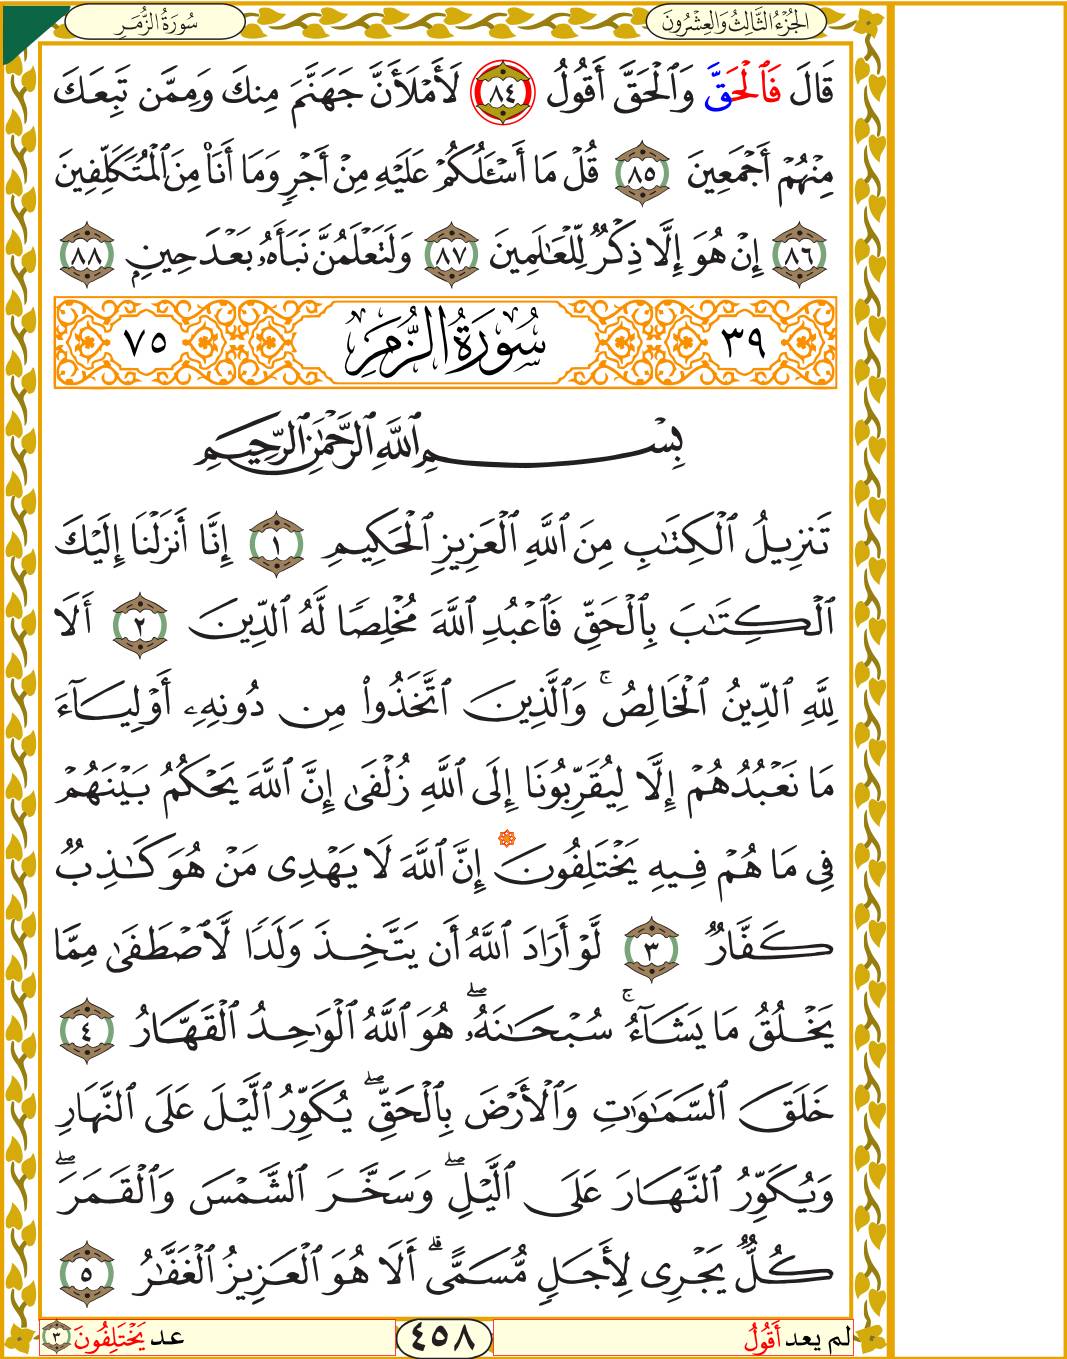 الجُزْءُ الثَّالِثُ وَالعِشْرُونَ سُورَةُ الزُّمَرِ
قَالَ فَٱلْحَقَّ وَٱلْحَقَّ أَقُولُ ٨٤ لَأَمْلَأَنَّ جَهَنَّمَ مِنكَ وَمِمَّن تَبِعَكَ
مِنْهُمْ أَجْمَعِينَ ٨٥ قُلْ مَا أَسْـَٔلُكُمْ عَلَيْهِ مِنْ أَجْرٍ وَمَا أَنَا۠ مِنَ ٱلْمُتَكَلِّفِينَ
٨٦ إِنْ هُوَ إِلَّا ذِكْرٌ لِّلْعَـٰلَمِينَ ٨٧ وَلَتَعْلَمُنَّ نَبَأَهُۥ بَعْدَ حِينٍۭ ٨٨
٣٩ سُورَةُ الزُّمَرِ ٧٥
بِسْمِ ٱللَّهِ ٱلرَّحْمَـٰنِ ٱلرَّحِيمِ
تَنزِيلُ ٱلْكِتَـٰبِ مِنَ ٱللَّهِ ٱلْعَزِيزِ ٱلْحَكِيمِ ١ إِنَّا أَنزَلْنَا إِلَيْكَ
ٱلْكِتَـٰبَ بِٱلْحَقِّ فَٱعْبُدِ ٱللَّهَ مُخْلِصًا لَّهُ ٱلدِّينَ ٢ أَلَا
لِلَّهِ ٱلدِّينُ ٱلْخَالِصُ ۚ وَٱلَّذِينَ ٱتَّخَذُوا۟ مِن دُونِهِۦ أَوْلِيَآءَ
مَا نَعْبُدُهُمْ إِلَّا لِيُقَرِّبُونَا إِلَى ٱللَّهِ زُلْفَىٰ إِنَّ ٱللَّهَ يَحْكُمُ بَيْنَهُمْ
فِى مَا هُمْ فِيهِ يَخْتَلِفُونَ إِنَّ ٱللَّهَ لَا يَهْدِى مَنْ هُوَ كَـٰذِبٌ
كَفَّارٌ ٣ لَّوْ أَرَادَ ٱللَّهُ أَن يَتَّخِذَ وَلَدًا لَّٱصْطَفَىٰ مِمَّا
يَخْلُقُ مَا يَشَآءُ ۚ سُبْحَـٰنَهُۥ ۖ هُوَ ٱللَّهُ ٱلْوَٰحِدُ ٱلْقَهَّارُ ٤
خَلَقَ ٱلسَّمَـٰوَٰتِ وَٱلْأَرْضَ بِٱلْحَقِّ ۖ يُكَوِّرُ ٱلَّيْلَ عَلَى ٱلنَّهَارِ
وَيُكَوِّرُ ٱلنَّهَارَ عَلَى ٱلَّيْلِ ۖ وَسَخَّرَ ٱلشَّمْسَ وَٱلْقَمَرَ ۖ
كُلٌّ يَجْرِى لِأَجَلٍ مُّسَمًّى ۗ أَلَا هُوَ ٱلْعَزِيزُ ٱلْغَفَّـٰرُ ٥
لم يعد أَقُولُ ٤٥٨ عد يَخْتَلِفُونَ ٣